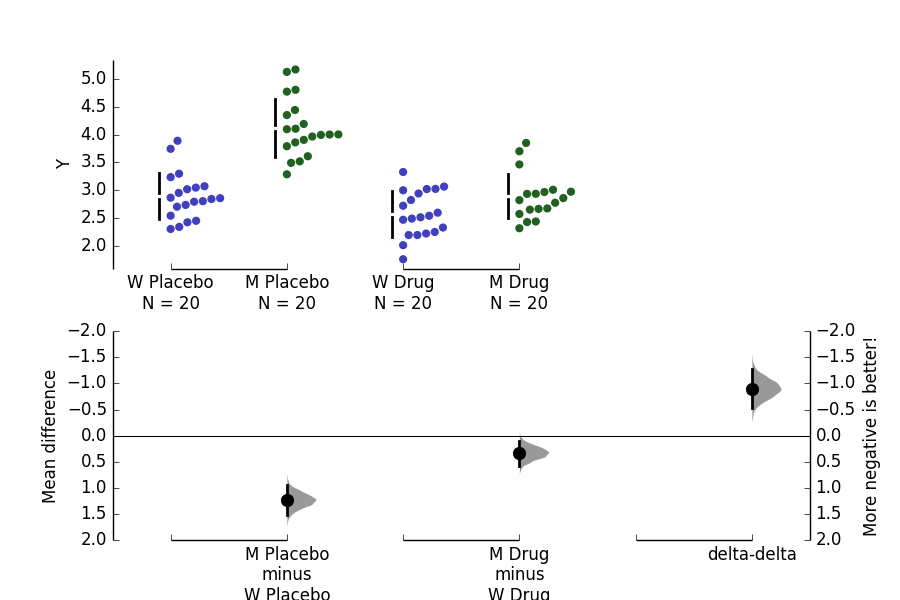 5.0
4.5
4.0
3.5
3.0
2.5
2.0
Y
W Placebo
N = 20
M Placebo
N = 20
W Drug
N = 20
M Drug
N = 20
−2.0
−1.5
−1.0
−0.5
0.0
0.5
1.0
1.5
2.0
Mean difference
−2.0
−1.5
−1.0
−0.5
0.0
0.5
1.0
1.5
2.0
More negative is better!
M Placebo
minus
W Placebo
M Drug
minus
W Drug
delta-delta